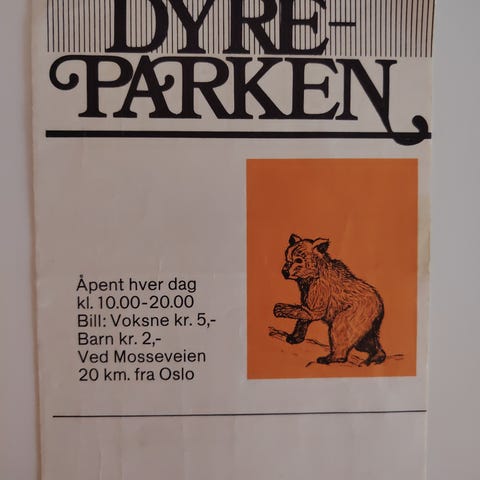 DYRE-
PARKEN
Åpent hver dag
kl. 10.00-20.00
Bill: Voksne kr. 5,-
Barn kr. 2,-
Ved Mosseveien
20 km. fra Oslo